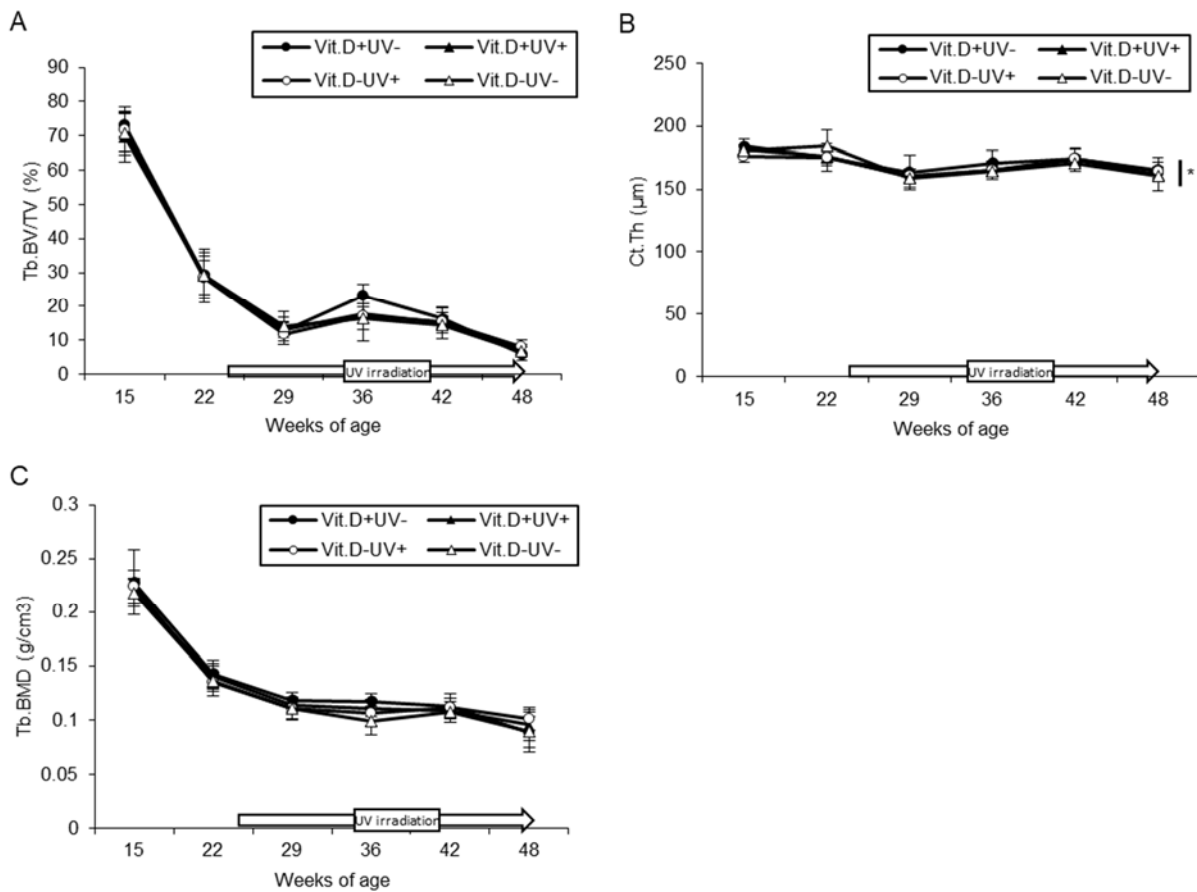 A
Vit.D+UV- Vit.D+UV+
Vit.D-UV+ Vit.D-UV-
90
80
70
60
50
40
30
20
10
0
Tb.BV/TV (%)
UV irradiation
15 22 29 36 42 48
Weeks of age
B
Vit.D+UV- Vit.D+UV+
Vit.D-UV+ Vit.D-UV-
250
200
150
100
50
0
Ct.Th (µm)
*
UV irradiation
15 22 29 36 42 48
Weeks of age
C
Vit.D+UV- Vit.D+UV+
Vit.D-UV+ Vit.D-UV-
0.3
0.25
0.2
0.15
0.1
0.05
0
Tb.BMD (g/cm3)
UV irradiation
15 22 29 36 42 48
Weeks of age